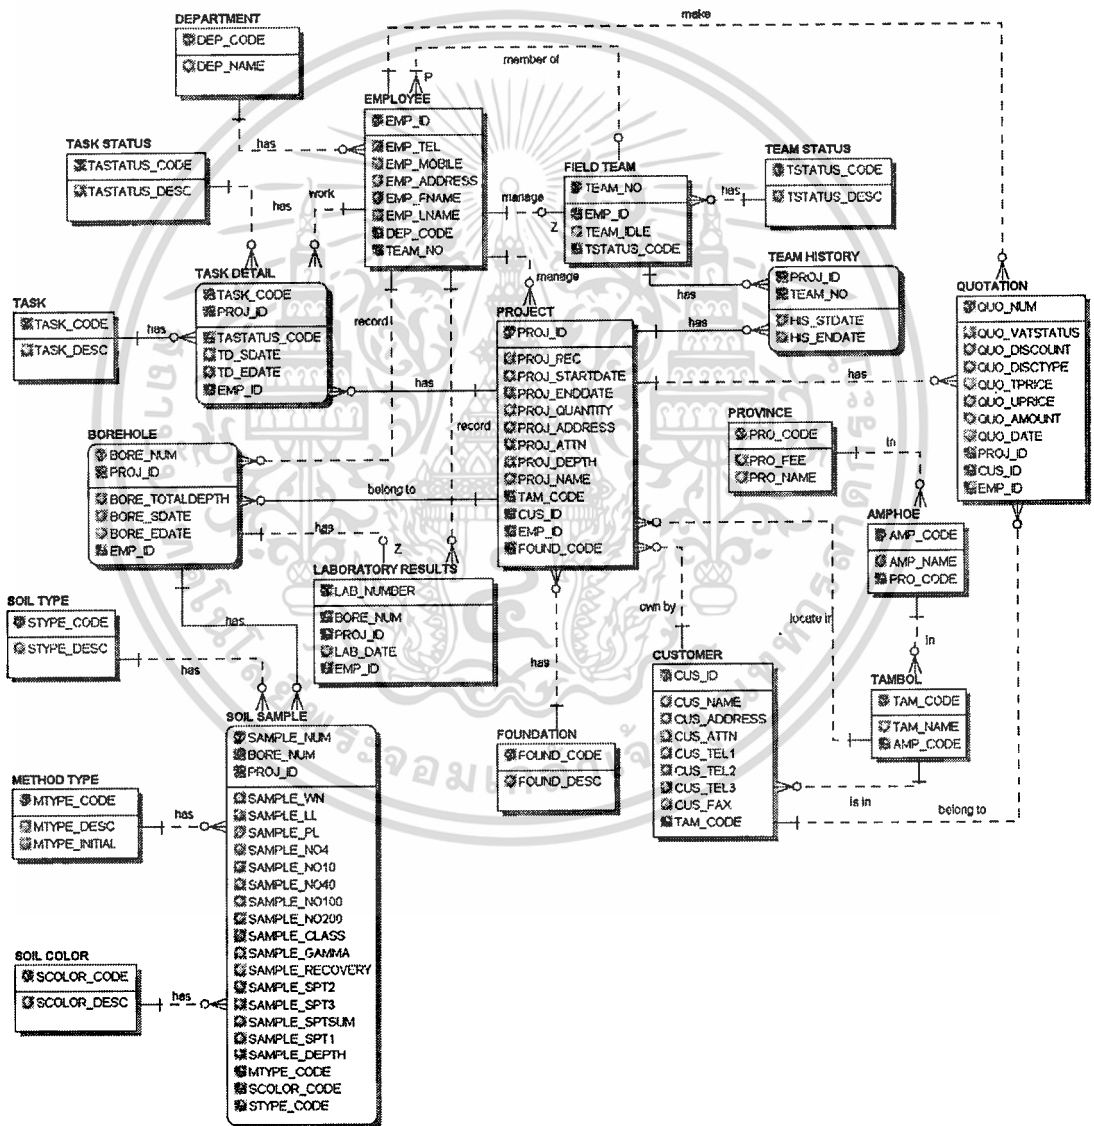 make
DEPARTMENT
DEP_CODE
DEP_NAME
member of
P
EMPLOYEE
EMP_ID
EMP_TEL
EMP_MOBILE
EMP_ADDRESS
EMP_FNAME
EMP_LNAME
DEP_CODE
TEAM_NO
has
TASK STATUS
TASTATUS_CODE
TASTATUS_DESC
has
work
manage
Z
manage
FIELD TEAM
TEAM_NO
EMP_ID
TEAM_IDLE
TSTATUS_CODE
has
TEAM STATUS
TSTATUS_CODE
TSTATUS_DESC
TEAM HISTORY
PROJ_ID
TEAM_NO
HIS_STDATE
HIS_ENDATE
has
has
QUOTATION
QUO_NUM
QUO_VATSTATUS
QUO_DISCOUNT
QUO_DISCTYPE
QUO_TPRICE
QUO_UPRICE
QUO_AMOUNT
QUO_DATE
PROJ_ID
CUS_ID
EMP_ID
has
TASK
TASK_CODE
TASK_DESC
has
TASK DETAIL
TASK_CODE
PROJ_ID
TASTATUS_CODE
TD_SDATE
TD_EDATE
EMP_ID
record
has
record
PROJECT
PROJ_ID
PROJ_REC
PROJ_STARTDATE
PROJ_ENDDATE
PROJ_QUANTITY
PROJ_ADDRESS
PROJ_ATTN
PROJ_DEPTH
PROJ_NAME
TAM_CODE
CUS_ID
EMP_ID
FOUND_CODE
PROVINCE
PRO_CODE
PRO_FEE
PRO_NAME
in
AMPHOE
AMP_CODE
AMP_NAME
PRO_CODE
in
BOREHOLE
BORE_NUM
PROJ_ID
BORE_TOTALDEPTH
BORE_SDATE
BORE_EDATE
EMP_ID
belong to
has
Z
LABORATORY RESULTS
LAB_NUMBER
BORE_NUM
PROJ_ID
LAB_DATE
EMP_ID
own by
locate in
SOIL TYPE
STYPE_CODE
STYPE_DESC
has
has
has
CUSTOMER
CUS_ID
CUS_NAME
CUS_ADDRESS
CUS_ATTN
CUS_TEL1
CUS_TEL2
CUS_TEL3
CUS_FAX
TAM_CODE
TAMBOL
TAM_CODE
TAM_NAME
AMP_CODE
is in
belong to
FOUNDATION
FOUND_CODE
FOUND_DESC
SOIL SAMPLE
SAMPLE_NUM
BORE_NUM
PROJ_ID
SAMPLE_WN
SAMPLE_LL
SAMPLE_PL
SAMPLE_NO4
SAMPLE_NO10
SAMPLE_NO40
SAMPLE_NO100
SAMPLE_NO200
SAMPLE_CLASS
SAMPLE_GAMMA
SAMPLE_RECOVERY
SAMPLE_SPT2
SAMPLE_SPT3
SAMPLE_SPTSUM
SAMPLE_SPT1
SAMPLE_DEPTH
MTYPE_CODE
SCOLOR_CODE
STYPE_CODE
METHOD TYPE
MTYPE_CODE
MTYPE_DESC
MTYPE_INITIAL
has
SOIL COLOR
SCOLOR_CODE
SCOLOR_DESC
has